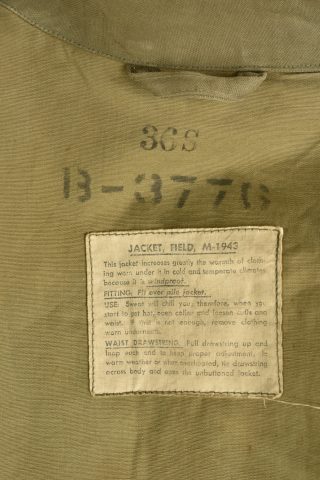 36S
B-3776
JACKET, FIELD, M-1943
This jacket increases greatly the warmth of cloth-
ing worn under it in cold and temperate climates
because it is windproof.
FITTING. Fit over pile jacket.
USE. Sweat will chill you; therefore, when you
start to get hot, open collar and loosen cuffs and
waist. If this is not enough, remove clothing
worn underneath.
WAIST DRAWSTRING. Pull drawstring up and
loop each end to keep proper adjustment. In
warm weather or when overheated, tie drawstring
across body and open the unbuttoned jacket.